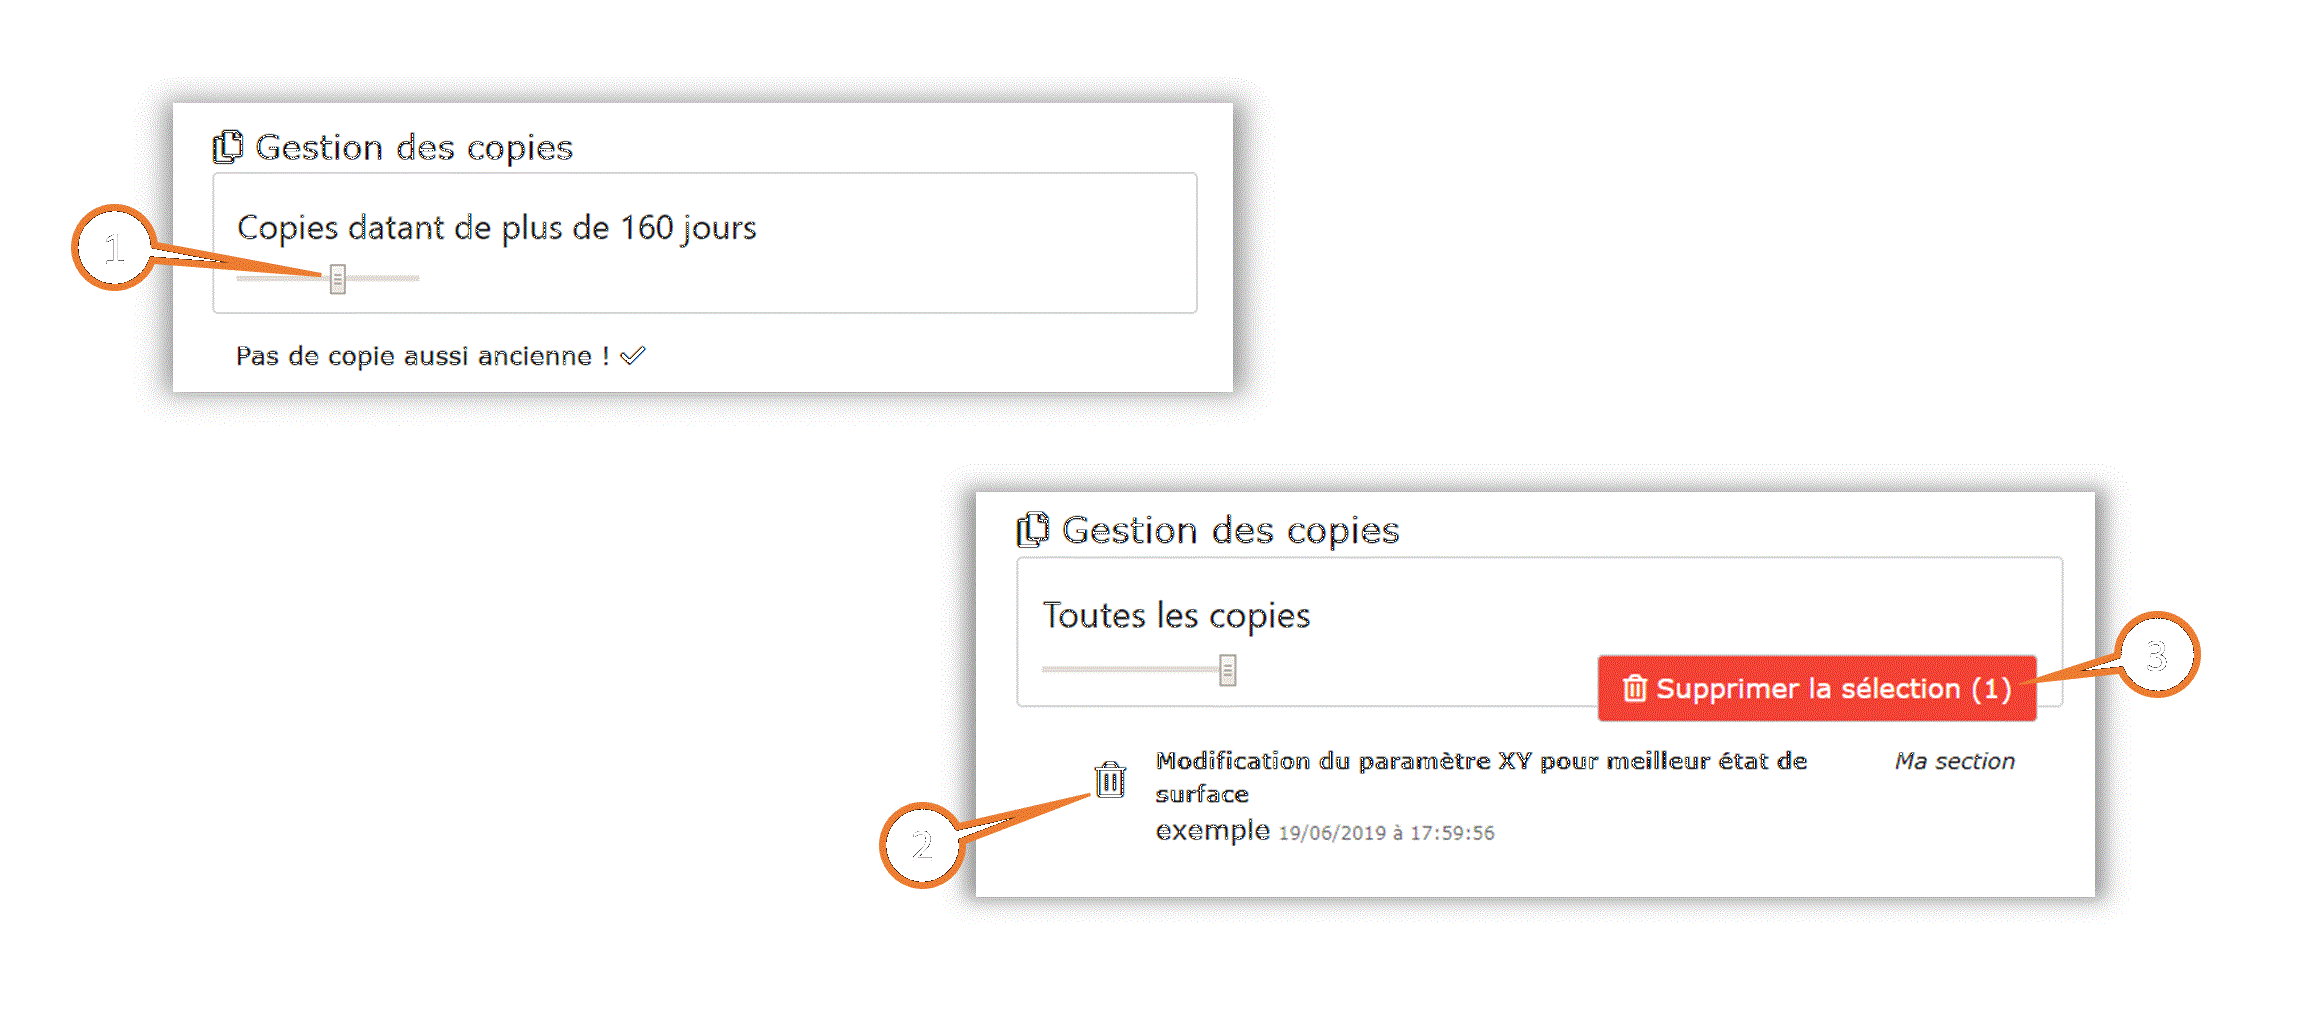 Gestion des copies
Copies datant de plus de 160 jours
1
Pas de copie aussi ancienne !
Gestion des copies
Toutes les copies
Supprimer la sélection (1)
3
Modification du paramètre XY pour meilleur état de
surface
Ma section
exemple 19/06/2019 à 17:59:56
2